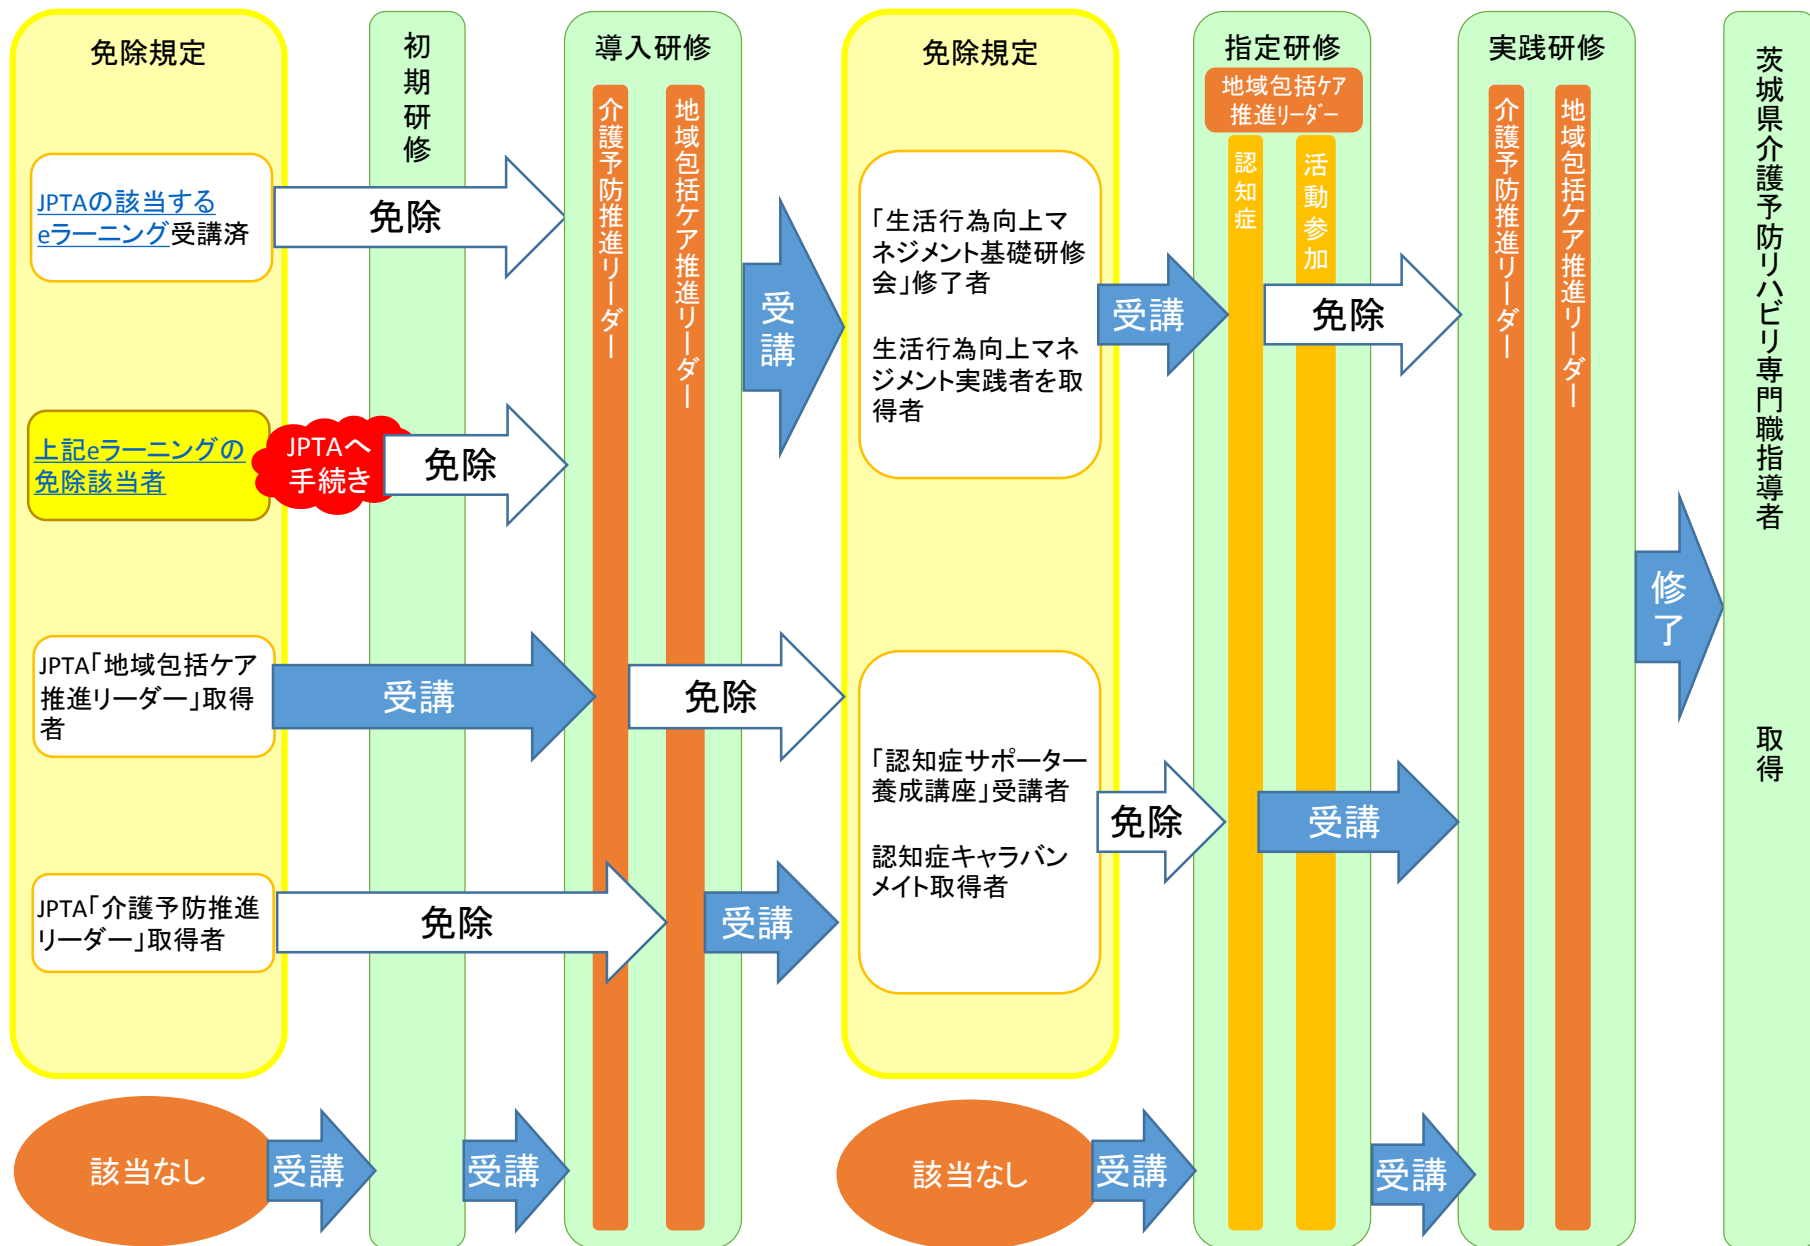 免除規定
JPTAの該当する
eラーニング受講済
上記eラーニングの
免除該当者
JPTA「地域包括ケア
推進リーダー」取得
者
JPTA「介護予防推進
リーダー」取得者
該当なし
免除
JPTAへ
手続き
免除
受講
免除
受講
初期研修
受講
導入研修
介護予防推進リーダー
地域包括ケア推進リーダー
受講
免除
受講
免除規定
「生活行為向上マ
ネジメント基礎研修
会」修了者
生活行為向上マネ
ジメント実践者を取
得者
「認知症サポーター
養成講座」受講者
認知症キャラバン
メイト取得者
該当なし
受講
免除
受講
指定研修
地域包括ケア
推進リーダー
認知症
活動参加
免除
受講
受講
実践研修
介護予防推進リーダー
地域包括ケア推進リーダー
修了
茨城県介護予防リハビリ専門職指導者 取得